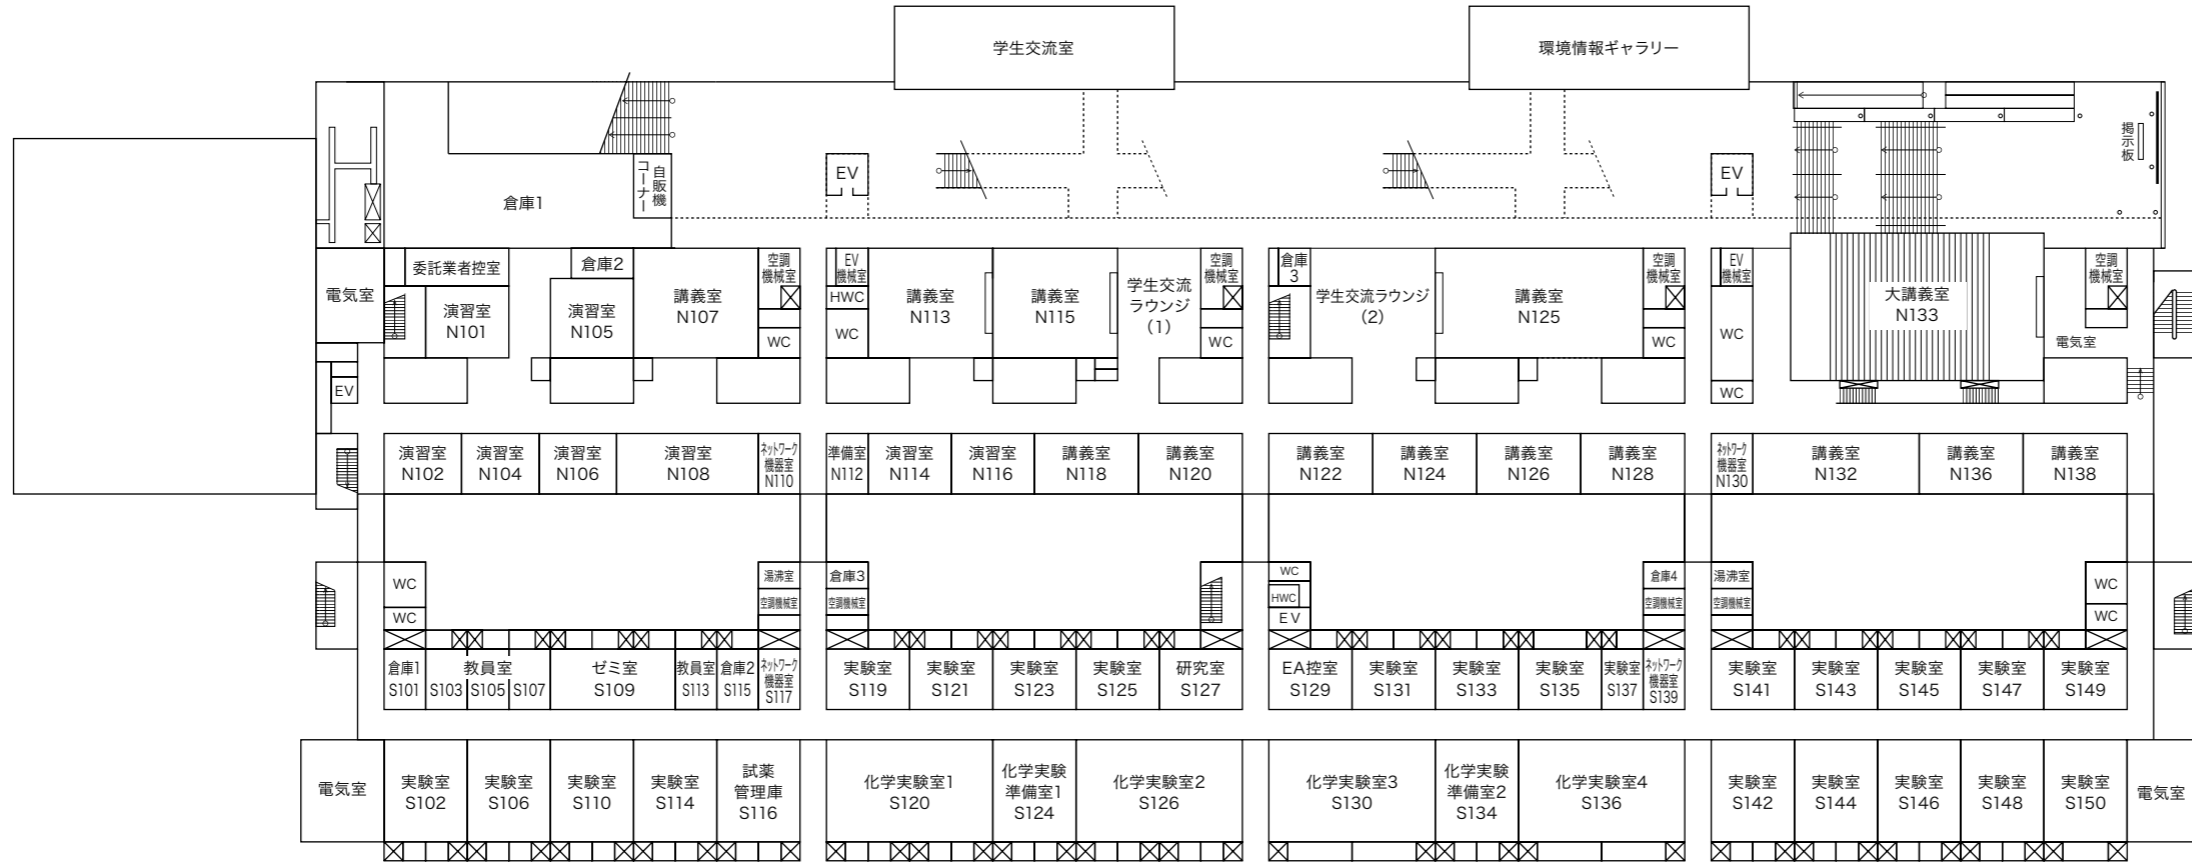 学生交流室
環境情報ギャラリー
掲示板
自販機
コーナー
倉庫1
EV
EV
電気室
委託業者控室
倉庫2
演習室
N101
演習室
N105
講義室
N107
空調
機械室
WC
EV
機械室
HWC
WC
講義室
N113
講義室
N115
学生交流
ラウンジ
(1)
空調
機械室
WC
倉庫
3
学生交流ラウンジ
(2)
講義室
N125
空調
機械室
WC
EV
機械室
WC
WC
大講義室
N133
空調
機械室
電気室
EV
演習室
N102
演習室
N104
演習室
N106
演習室
N108
ネットワーク
機器室
N110
準備室
N112
演習室
N114
演習室
N116
講義室
N118
講義室
N120
講義室
N122
講義室
N124
講義室
N126
講義室
N128
ネットワーク
機器室
N130
講義室
N132
講義室
N136
講義室
N138
WC
WC
湯沸室
空調機械室
倉庫3
空調機械室
WC
HWC
EV
倉庫4
空調機械室
湯沸室
空調機械室
WC
WC
倉庫1
S101
教員室
S103
S105
S107
ゼミ室
S109
教員室
S113
倉庫2
S115
ネットワーク
機器室
S117
実験室
S119
実験室
S121
実験室
S123
実験室
S125
研究室
S127
EA控室
S129
実験室
S131
実験室
S133
実験室
S135
実験室
S137
ネットワーク
機器室
S139
実験室
S141
実験室
S143
実験室
S145
実験室
S147
実験室
S149
電気室
実験室
S102
実験室
S106
実験室
S110
実験室
S114
試薬
管理庫
S116
化学実験室1
S120
化学実験
準備室1
S124
化学実験室2
S126
化学実験室3
S130
化学実験
準備室2
S134
化学実験室4
S136
実験室
S142
実験室
S144
実験室
S146
実験室
S148
実験室
S150
電気室